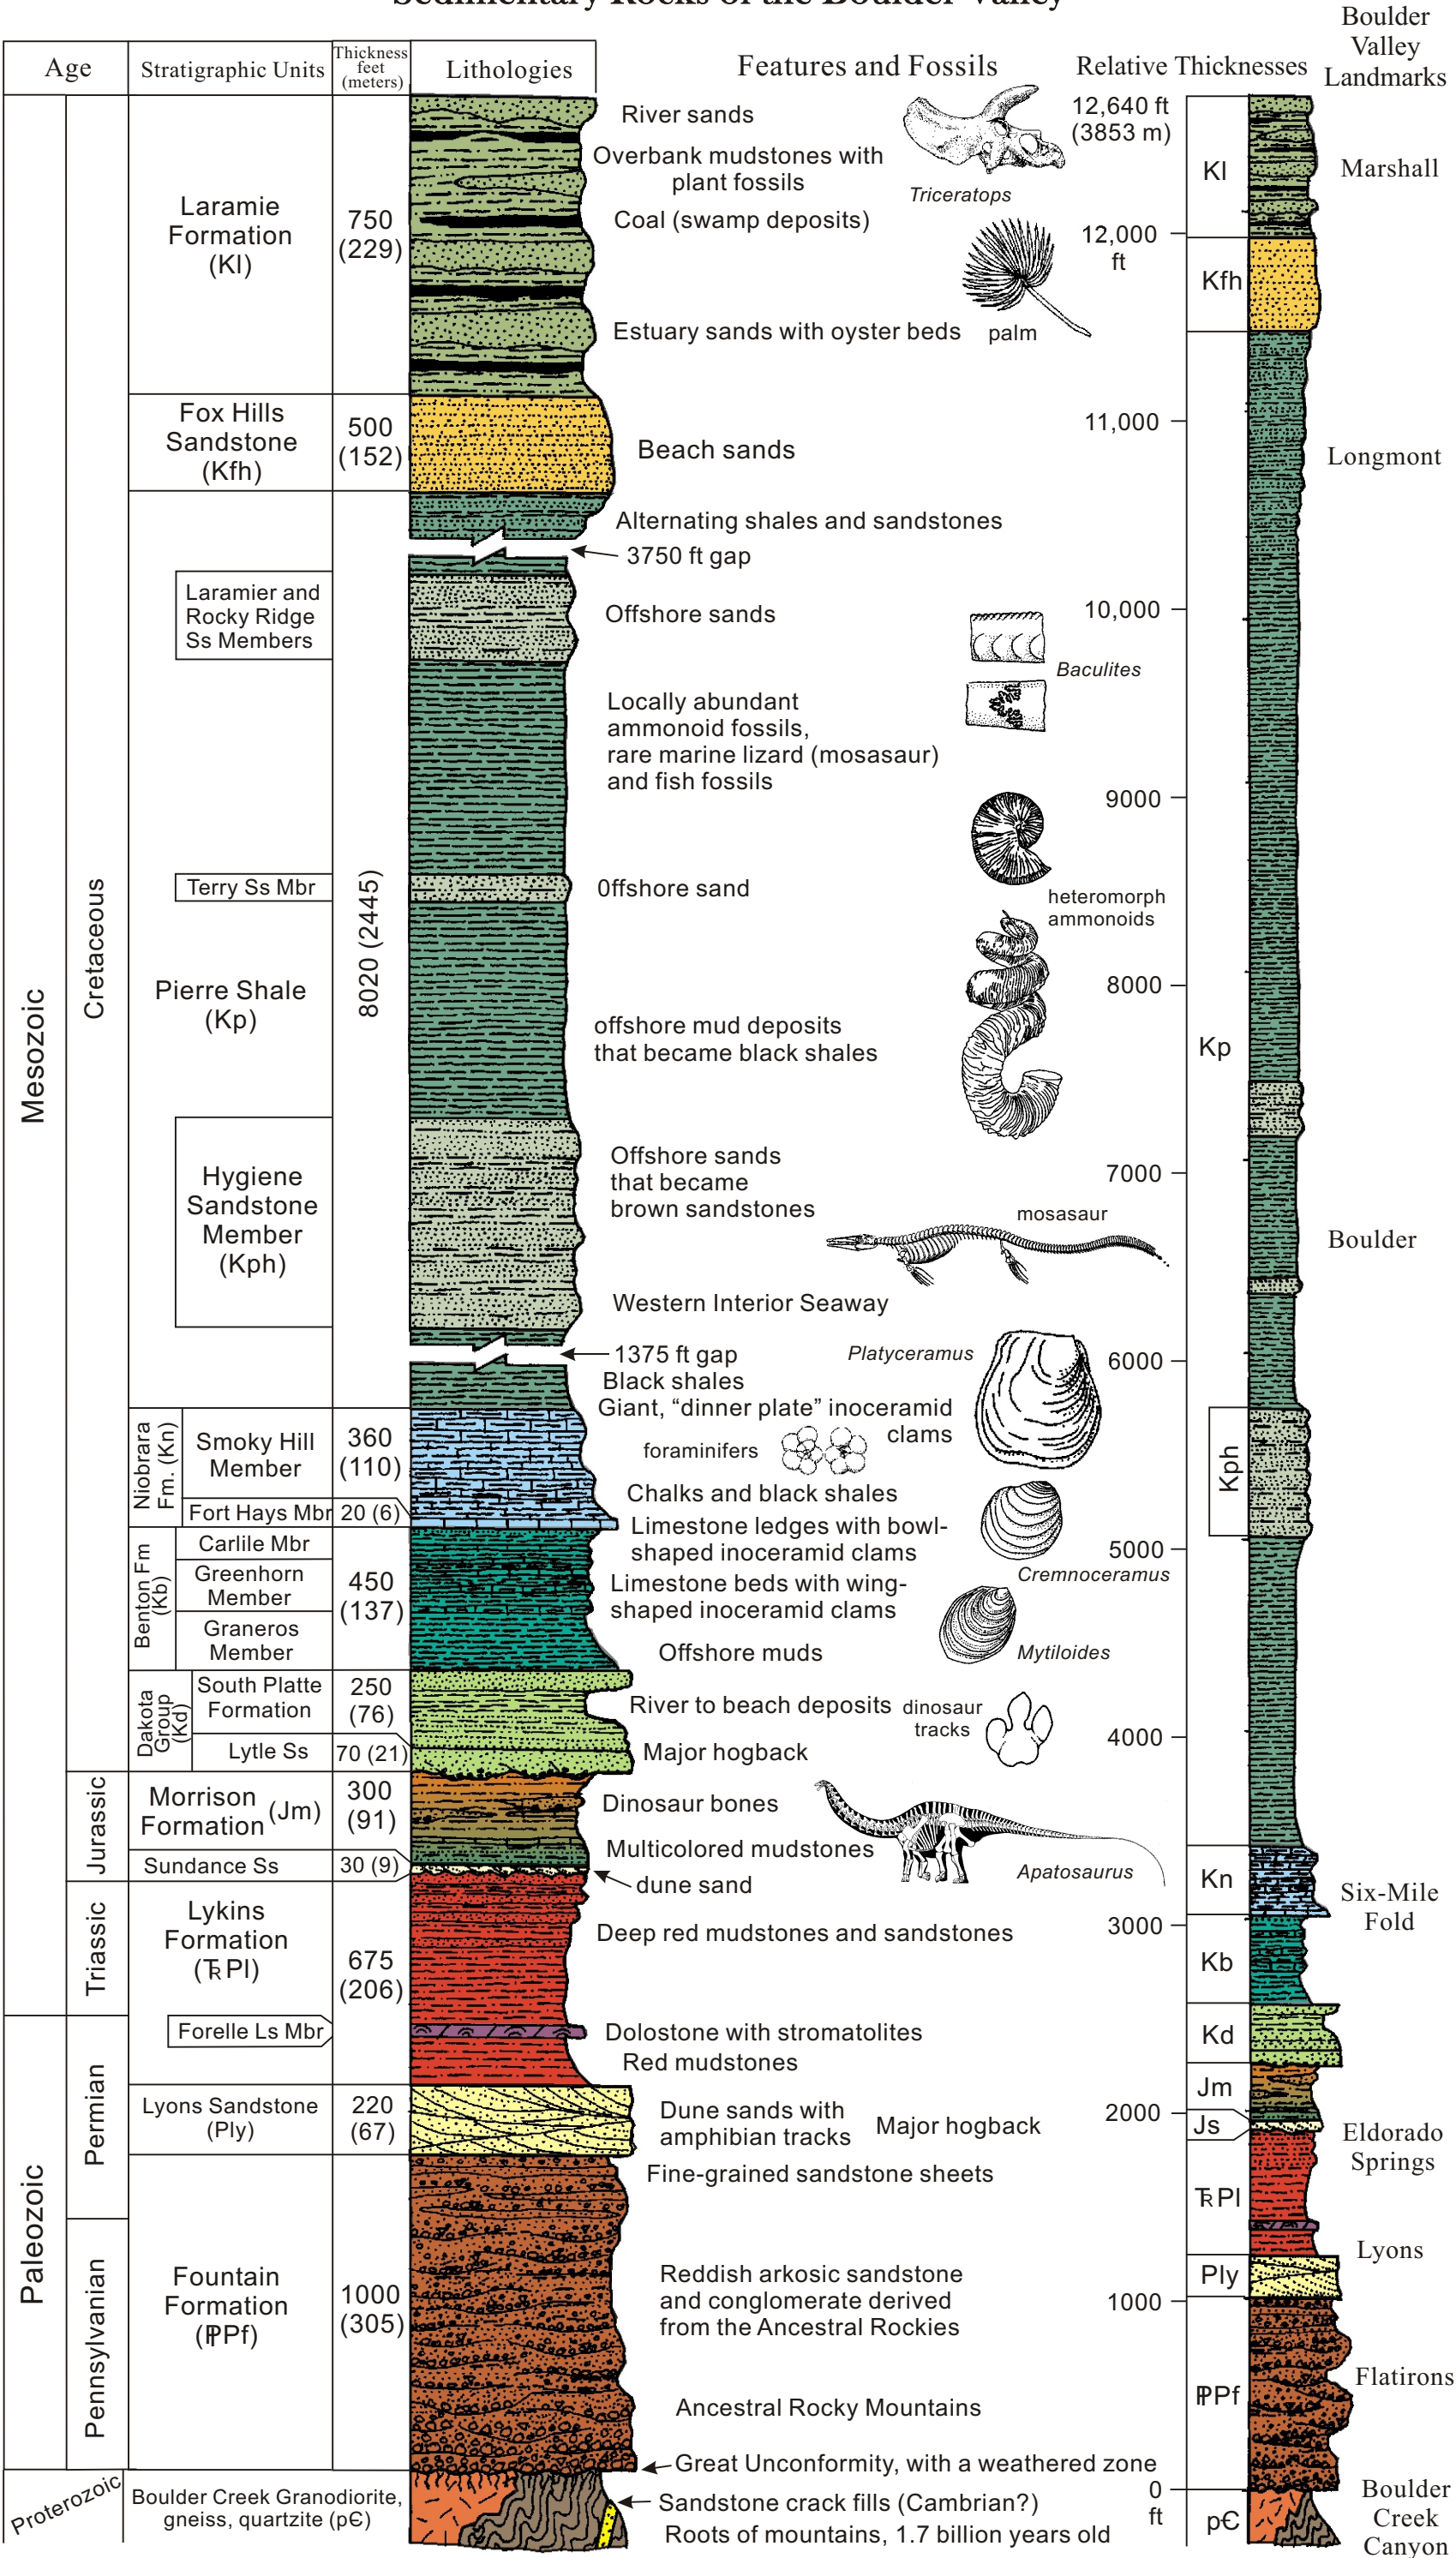 Sedimentary Rocks of the Boulder Valley
Age
Stratigraphic Units
Thickness
feet
(meters)
Lithologies
Features and Fossils
Relative Thicknesses
Boulder
Valley
Landmarks
Mesozoic
Cretaceous
Laramie
Formation
(Kl)
750
(229)
River sands
Overbank mudstones with
plant fossils
Coal (swamp deposits)
Estuary sands with oyster beds
Triceratops
palm
Fox Hills
Sandstone
(Kfh)
500
(152)
Beach sands
Alternating shales and sandstones
3750 ft gap
Laramier and
Rocky Ridge
Ss Members
Offshore sands
Baculites
Locally abundant
ammonoid fossils,
rare marine lizard (mosasaur)
and fish fossils
Terry Ss Mbr
0ffshore sand
heteromorph
ammonoids
8020 (2445)
Pierre Shale
(Kp)
offshore mud deposits
that became black shales
Hygiene
Sandstone
Member
(Kph)
Offshore sands
that became
brown sandstones
mosasaur
Western Interior Seaway
1375 ft gap
Black shales
Giant, “dinner plate” inoceramid
clams
Platyceramus
foraminifers
Niobrara
Fm. (Kn)
Smoky Hill
Member
360
(110)
Chalks and black shales
Fort Hays Mbr
20 (6)
Limestone ledges with bowl-
shaped inoceramid clams
Cremnoceramus
Benton Fm
(Kb)
Carlile Mbr
Greenhorn
Member
Graneros
Member
450
(137)
Limestone beds with wing-
shaped inoceramid clams
Mytiloides
Offshore muds
Dakota
Group
(Kd)
South Platte
Formation
250
(76)
River to beach deposits
dinosaur
tracks
Lytle Ss
70 (21)
Major hogback
Jurassic
Morrison
Formation
(Jm)
300
(91)
Dinosaur bones
Multicolored mudstones
Apatosaurus
Sundance Ss
30 (9)
dune sand
Triassic
Lykins
Formation
(TRPl)
675
(206)
Deep red mudstones and sandstones
Paleozoic
Permian
Forelle Ls Mbr
Dolostone with stromatolites
Red mudstones
Lyons Sandstone
(Ply)
220
(67)
Dune sands with
amphibian tracks
Major hogback
Fine-grained sandstone sheets
Pennsylvanian
Fountain
Formation
(PPf)
1000
(305)
Reddish arkosic sandstone
and conglomerate derived
from the Ancestral Rockies
Ancestral Rocky Mountains
Great Unconformity, with a weathered zone
Proterozoic
Boulder Creek Granodiorite,
gneiss, quartzite (p€)
Sandstone crack fills (Cambrian?)
Roots of mountains, 1.7 billion years old
12,640 ft
(3853 m)
12,000
ft
11,000
10,000
9000
8000
7000
6000
5000
4000
3000
2000
1000
0
ft
Kl
Kfh
Kp
Kph
Kn
Kb
Kd
Jm
Js
TRPl
Ply
PPf
p€
Marshall
Longmont
Boulder
Six-Mile
Fold
Eldorado
Springs
Lyons
Flatirons
Boulder
Creek
Canyon